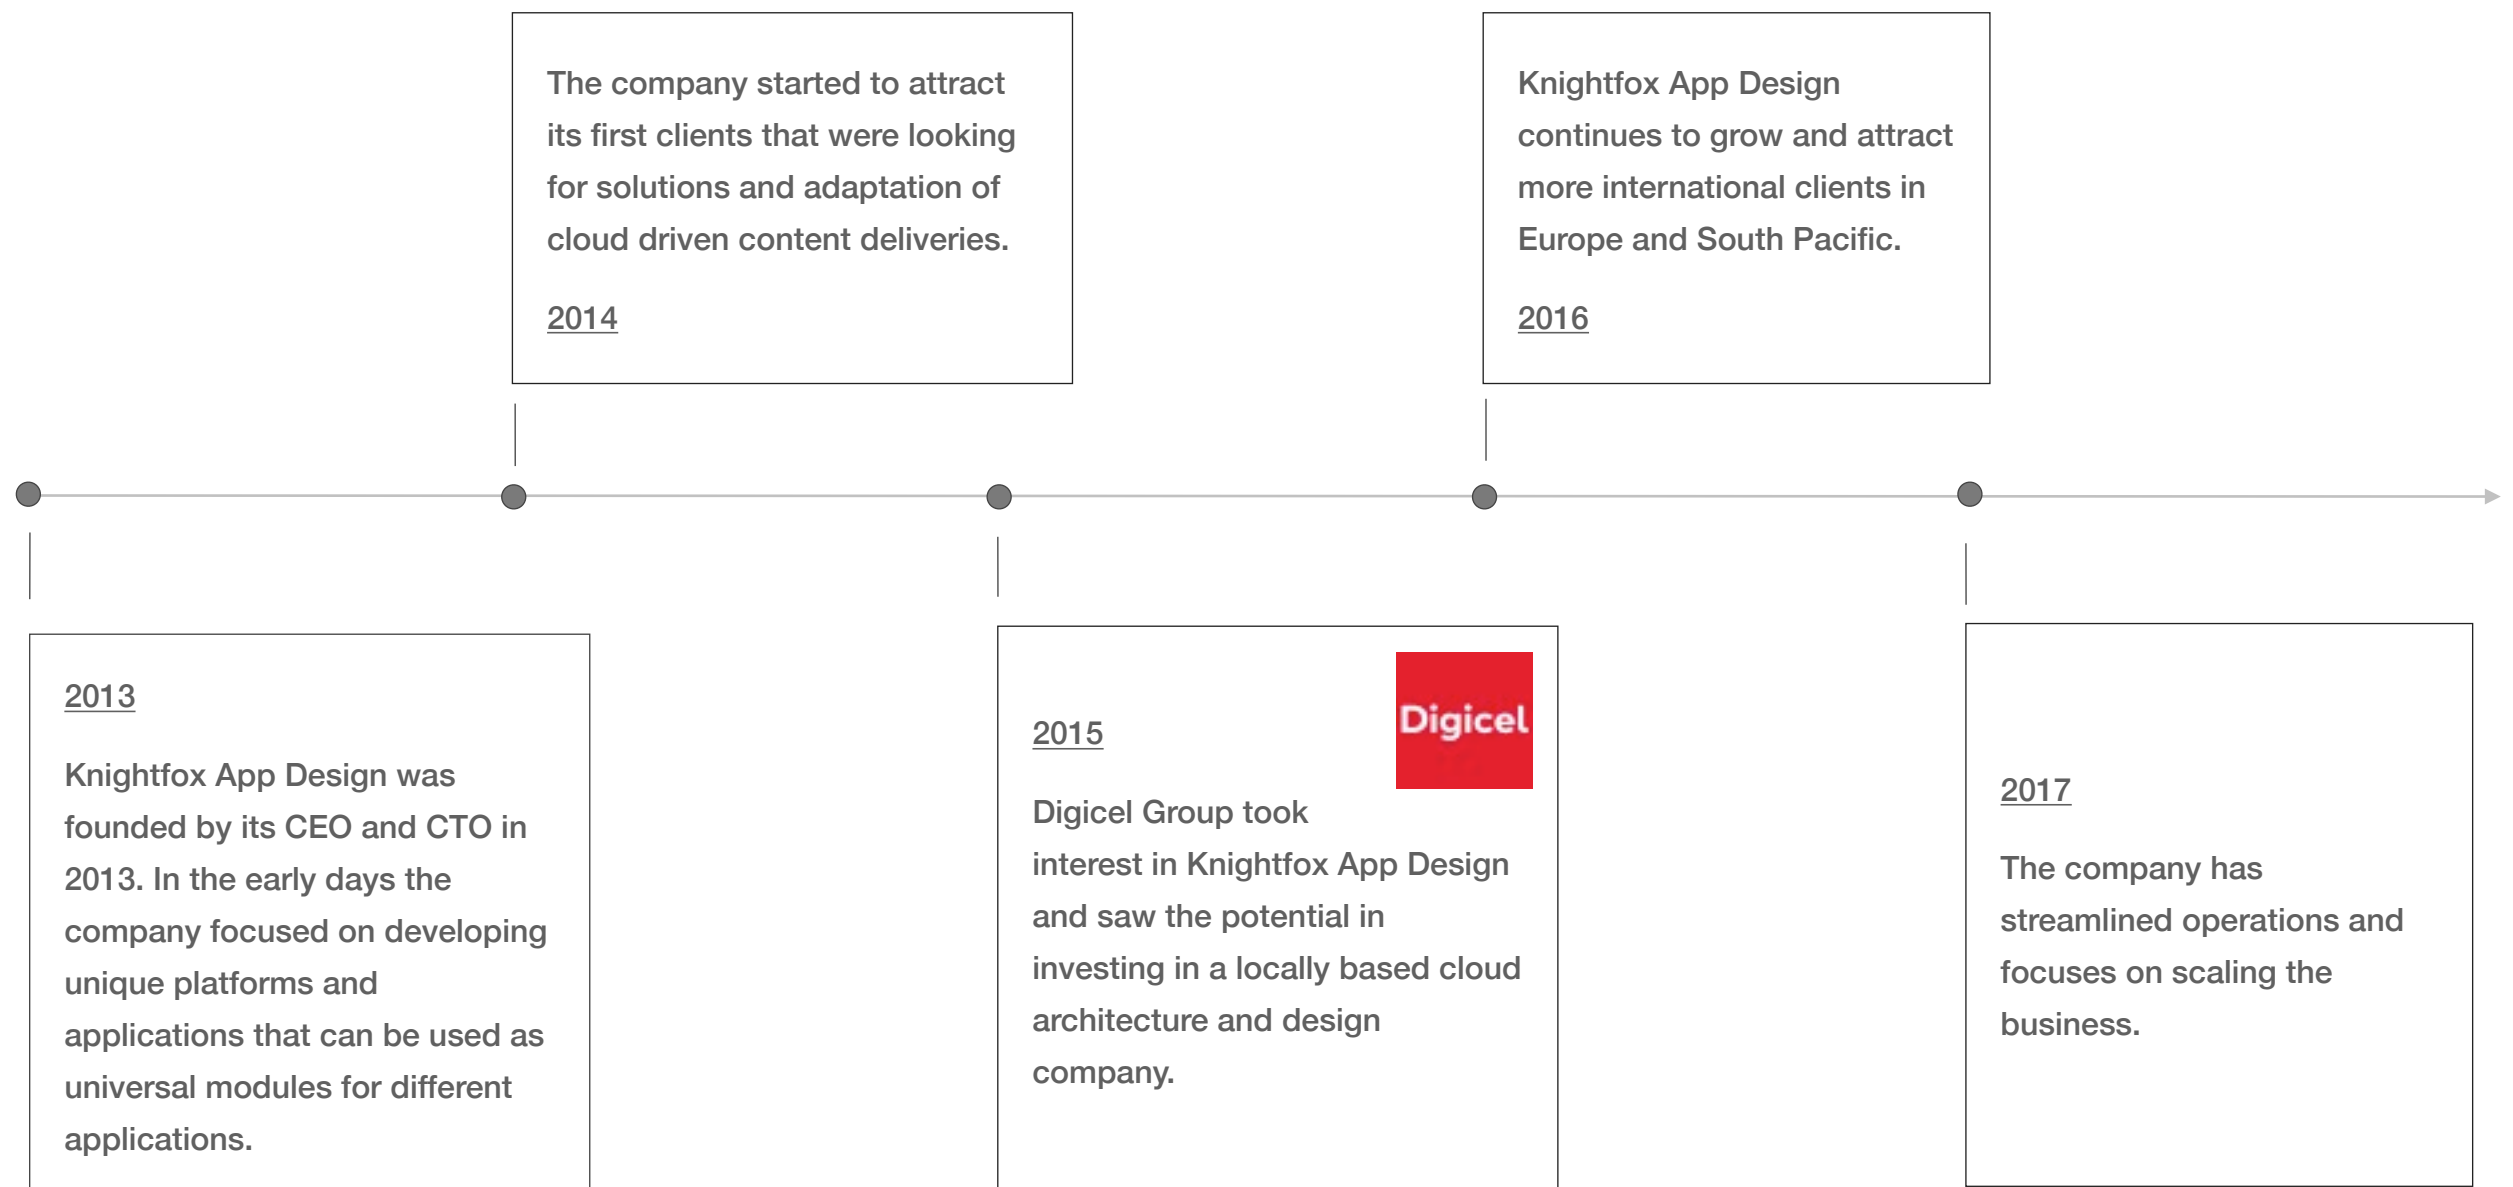 The company started to attract
its first clients that were looking
for solutions and adaptation of
cloud driven content deliveries.
2014
Knightfox App Design
continues to grow and attract
more international clients in
Europe and South Pacific.
2016
2013
Knightfox App Design was
founded by its CEO and CTO in
2013. In the early days the
company focused on developing
unique platforms and
applications that can be used as
universal modules for different
applications.
2015
Digicel
Digicel Group took
interest in Knightfox App Design
and saw the potential in
investing in a locally based cloud
architecture and design
company.
2017
The company has
streamlined operations and
focuses on scaling the
business.